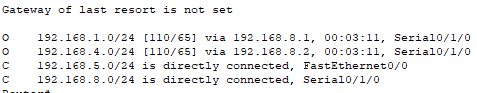 Gateway of last resort is not set
O    192.168.1.0/24 [110/65] via 192.168.8.1, 00:03:11, Serial0/1/0
O    192.168.4.0/24 [110/65] via 192.168.8.2, 00:03:11, Serial0/1/0
C    192.168.5.0/24 is directly connected, FastEthernet0/0
C    192.168.8.0/24 is directly connected, Serial0/1/0